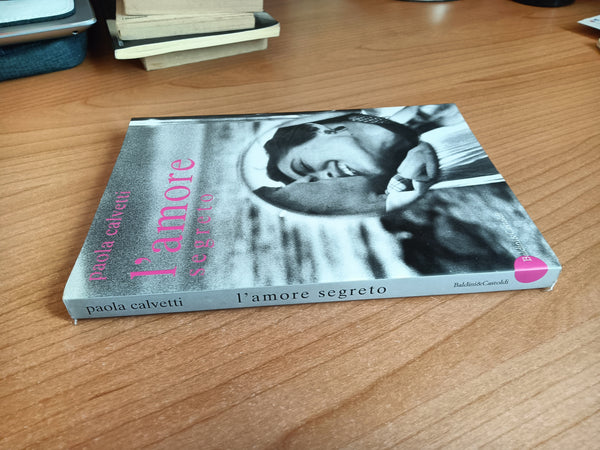 paola calvetti
l'amore
segreto
paola calvetti
l'amore segreto
Baldini&Castoldi